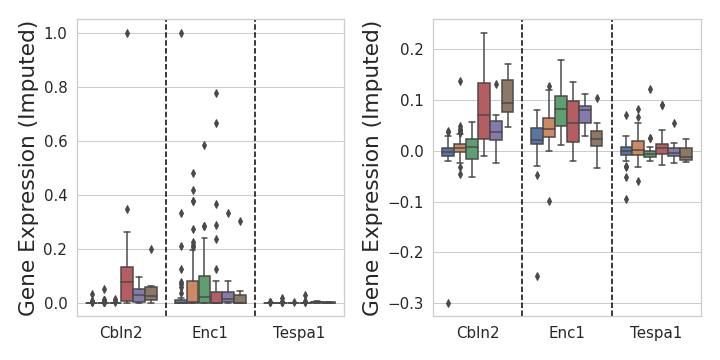 Gene Expression (Imputed)
1.0
0.8
0.6
0.4
0.2
0.0
Cbln2
Enc1
Tespa1
Gene Expression (Imputed)
0.2
0.1
0.0
−0.1
−0.2
−0.3
Cbln2
Enc1
Tespa1